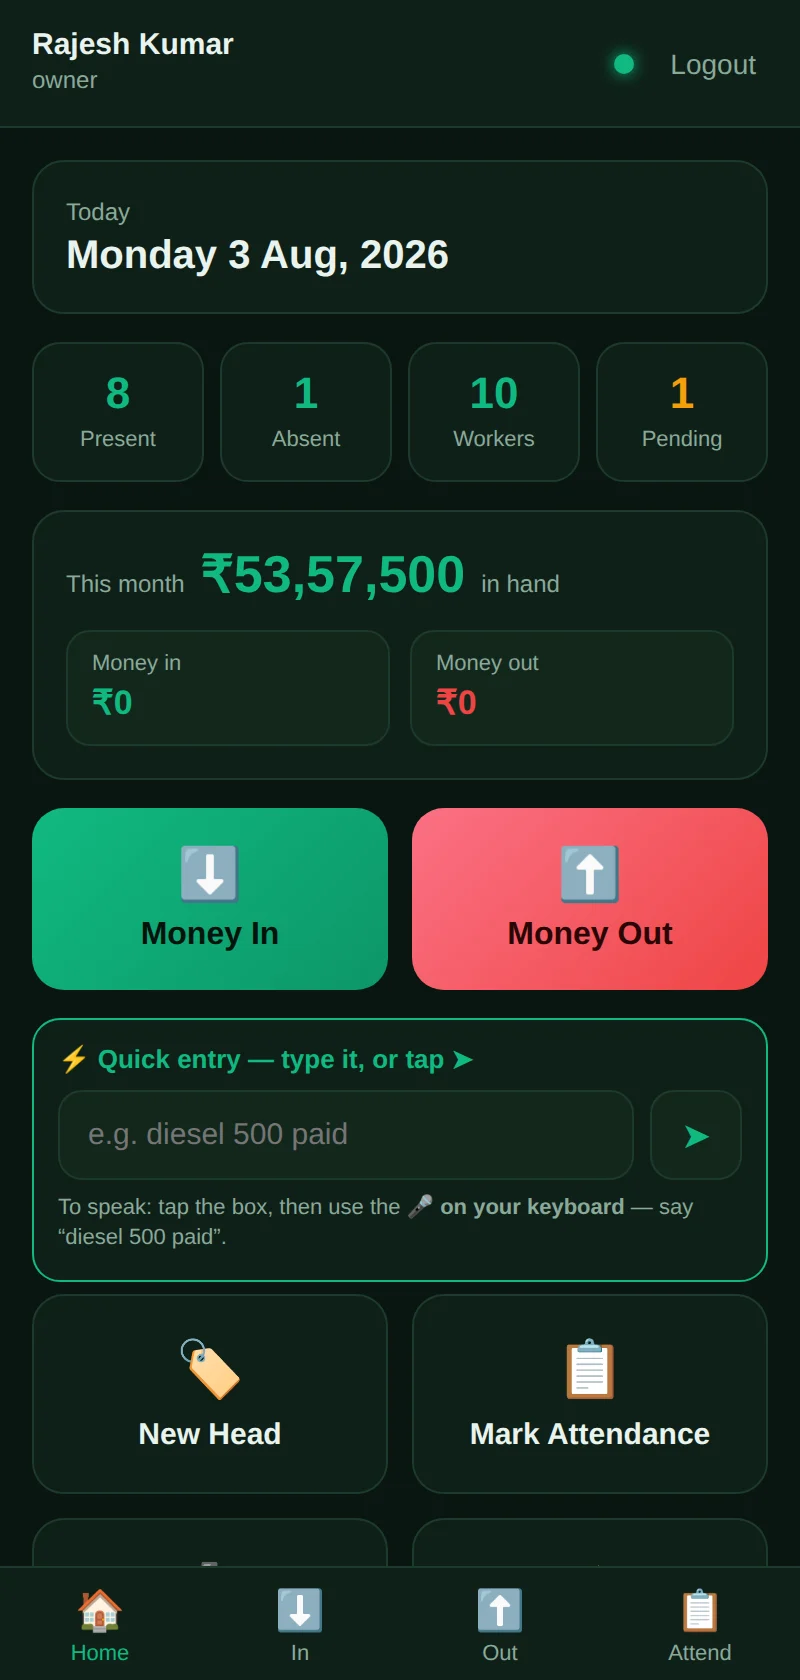 Rajesh Kumar
owner
Logout
Today
Monday 3 Aug, 2026
8
Present
1
Absent
10
Workers
1
Pending
This month ₹53,57,500 in hand
Money in
₹0
Money out
₹0
Money In
Money Out
⚡ Quick entry — type it, or tap ➤
e.g. diesel 500 paid
➤
To speak: tap the box, then use the 🎤 on your keyboard — say
“diesel 500 paid”.
New Head
Mark Attendance
Home
In
Out
Attend